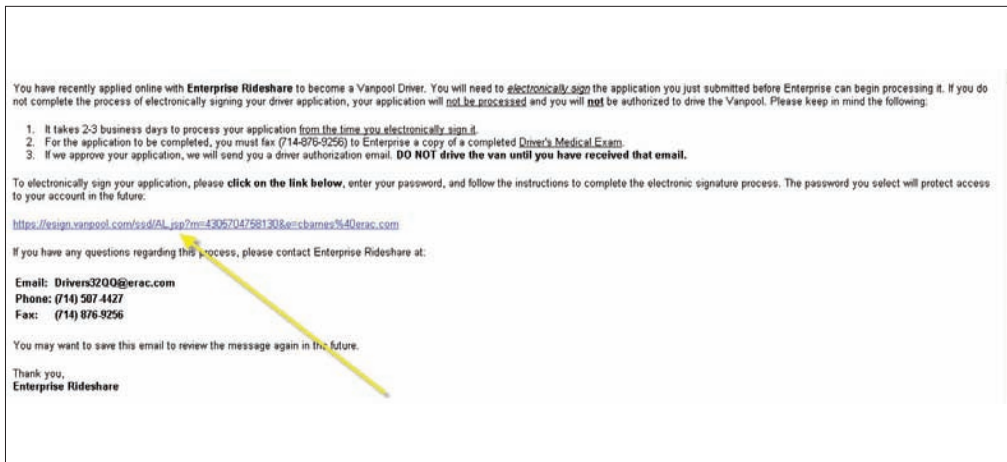 You have recently applied online with Enterprise Rideshare to become a Vanpool Driver. You will need to electronically sign the application you just submitted before Enterprise can begin processing it. If you do
not complete the process of electronically signing your driver application, your application will not be processed and you will not be authorized to drive the Vanpool. Please keep in mind the following:
1. It takes 2-3 business days to process your application from the time you electronically sign it.
2. For the application to be completed, you must fax (714-876-9256) to Enterprise a copy of a completed Driver's Medical Exam.
3. If we approve your application, we will send you a driver authorization email. DO NOT drive the van until you have received that email.
To electronically sign your application, please click on the link below, enter your password, and follow the instructions to complete the electronic signature process. The password you select will protect access
to your account in the future:
https://esign.vanpool.com/ssd/AL.jsp?m=4305704758130&e=cbarnes%40erac.com
If you have any questions regarding this process, please contact Enterprise Rideshare at:
Email: Drivers32QQ@erac.com
Phone: (714) 507-4427
Fax: (714) 876-9256
You may want to save this email to review the message again in the future.
Thank you,
Enterprise Rideshare